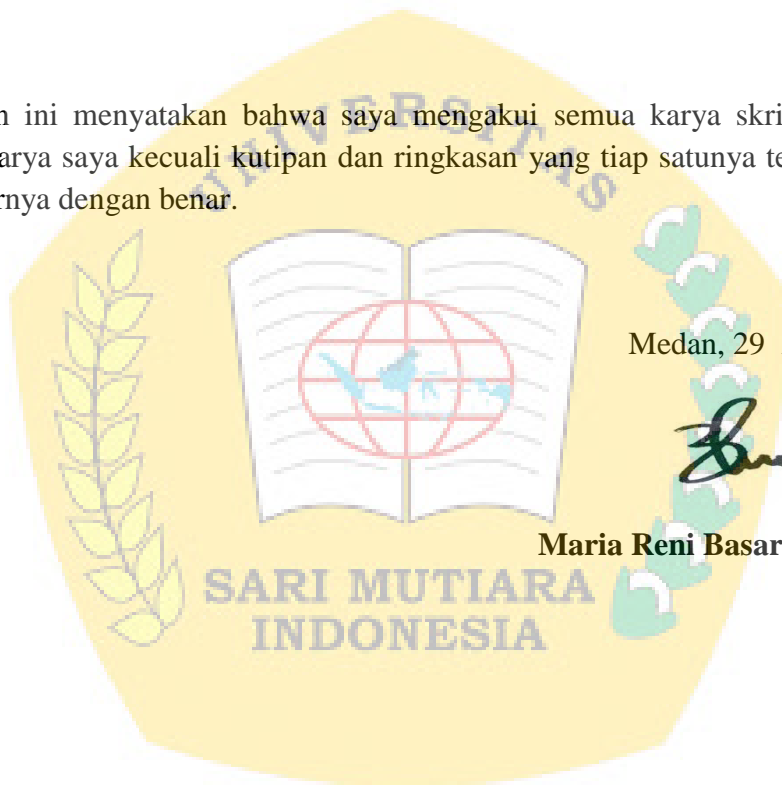 n ini menyatakan bahwa saya mengakui semua karya skri
arya saya kecuali kutipan dan ringkasan yang tiap satunya te
rnya dengan benar.
UNIVERSITAS
Medan, 29
Maria Reni Basar
SARI MUTIARA
INDONESIA